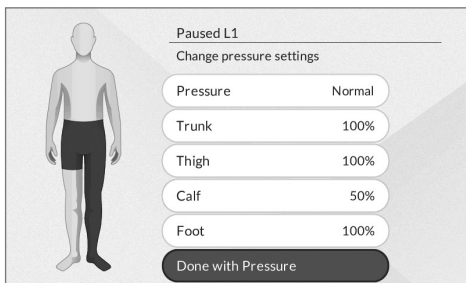 Paused L1
Change pressure settings
Pressure Normal
Trunk 100%
Thigh 100%
Calf 50%
Foot 100%
Done with Pressure